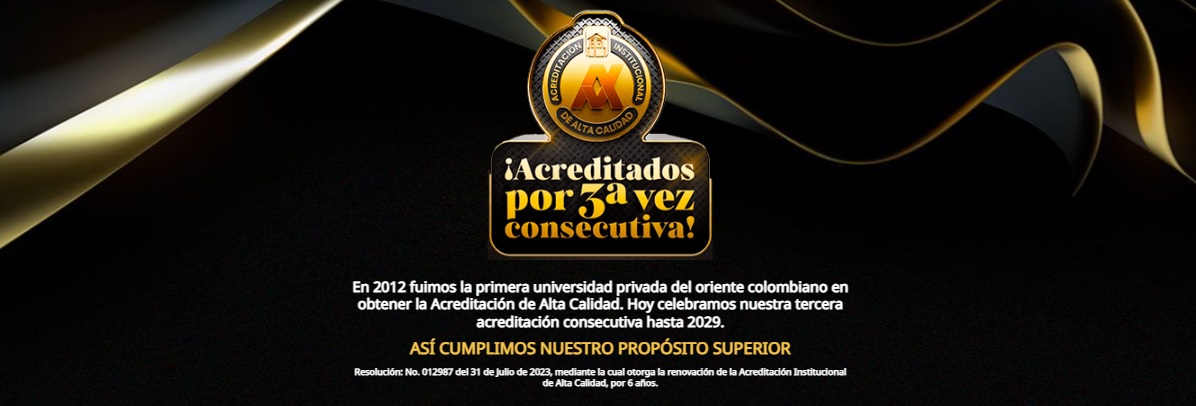 ACREDITACIÓN INSTITUCIONAL
DE ALTA CALIDAD
¡Acreditados
por 3ª vez
consecutiva!
En 2012 fuimos la primera universidad privada del oriente colombiano en
obtener la Acreditación de Alta Calidad. Hoy celebramos nuestra tercera
acreditación consecutiva hasta 2029.
ASÍ CUMPLIMOS NUESTRO PROPÓSITO SUPERIOR
Resolución: No. 012987 del 31 de Julio de 2023, mediante la cual otorga la renovación de la Acreditación Institucional
de Alta Calidad, por 6 años.